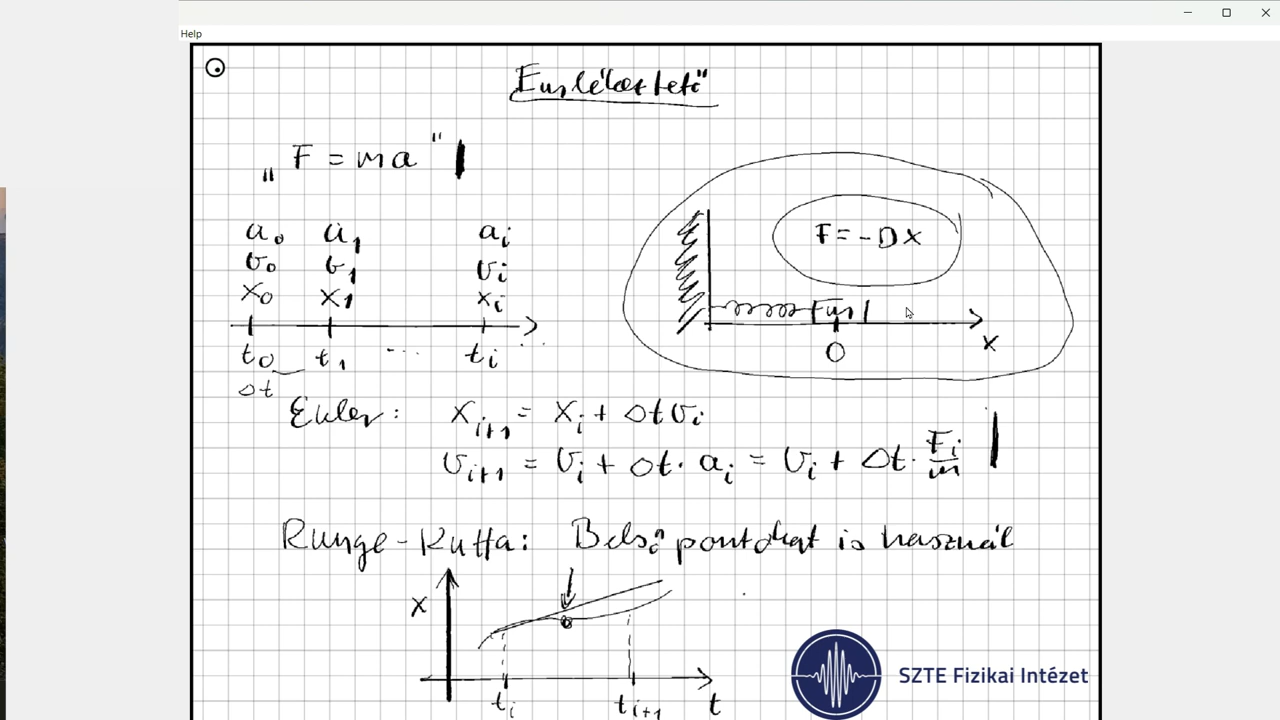 Help
Emlékeztető
„F = ma"
a₀ a₁ aᵢ
v₀ v₁ vᵢ
x₀ x₁ xᵢ
t₀ t₁ ... tᵢ ...
Δt
F = -Dx
m
0 x
Euler: xᵢ₊₁ = xᵢ + Δt vᵢ
vᵢ₊₁ = vᵢ + Δt · aᵢ = vᵢ + Δt · Fᵢ/m
Runge-Kutta: Belső pontokat is használ
x
tᵢ tᵢ₊₁ t
SZTE Fizikai Intézet